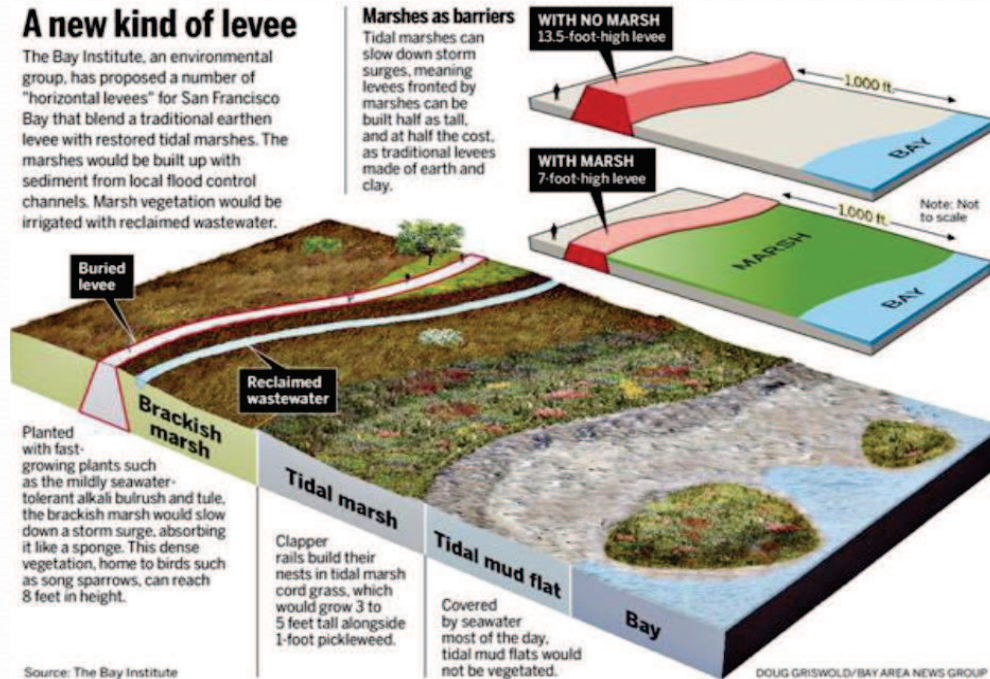 A new kind of levee
The Bay Institute, an environmental
group, has proposed a number of
"horizontal levees" for San Francisco
Bay that blend a traditional earthen
levee with restored tidal marshes. The
marshes would be built up with
sediment from local flood control
channels. Marsh vegetation would be
irrigated with reclaimed wastewater.
Marshes as barriers
Tidal marshes can
slow down storm
surges, meaning
levees fronted by
marshes can be
built half as tall,
and at half the cost,
as traditional levees
made of earth and
clay.
WITH NO MARSH
13.5-foot-high levee
1,000 ft.
BAY
WITH MARSH
7-foot-high levee
1,000 ft.
Note: Not
to scale
MARSH
BAY
Buried
levee
Reclaimed
wastewater
Brackish
marsh
Planted
with fast-
growing plants such
as the mildly seawater-
tolerant alkali bulrush and tule,
the brackish marsh would slow
down a storm surge, absorbing
it like a sponge. This dense
vegetation, home to birds such
as song sparrows, can reach
8 feet in height.
Tidal marsh
Clapper
rails build their
nests in tidal marsh
cord grass, which
would grow 3 to
5 feet tall alongside
1-foot pickleweed.
Tidal mud flat
Covered
by seawater
most of the day,
tidal mud flats would
not be vegetated.
Bay
Source: The Bay Institute
DOUG GRISWOLD/BAY AREA NEWS GROUP